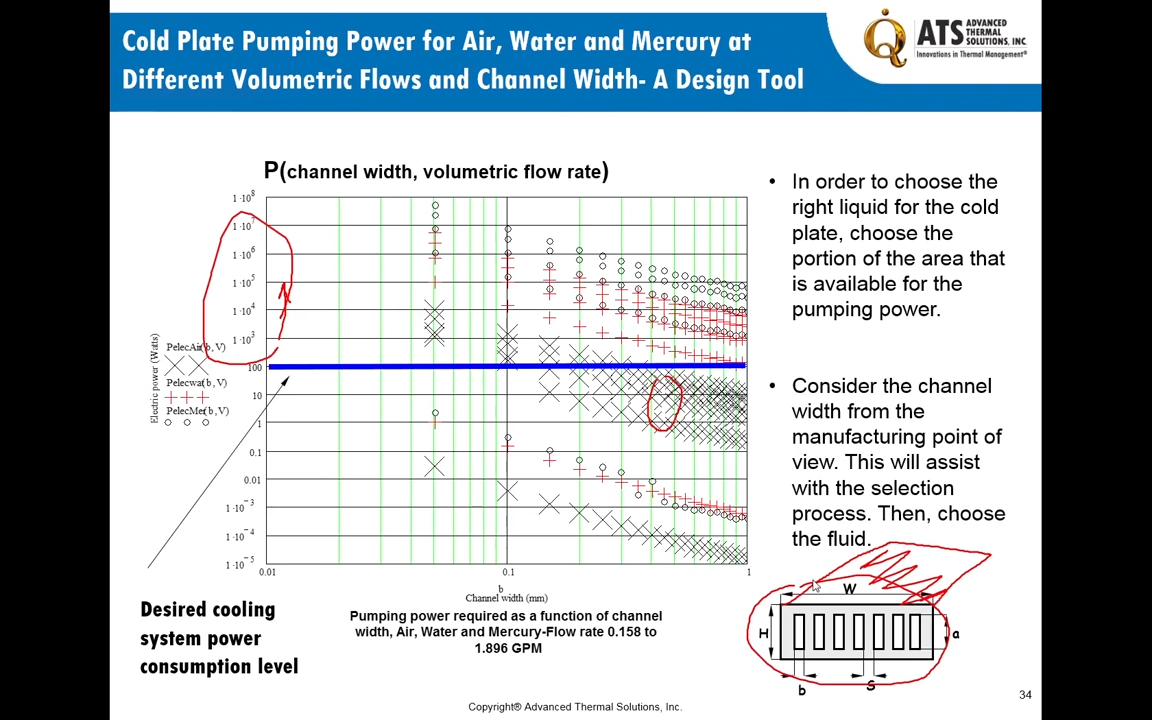 Cold Plate Pumping Power for Air, Water and Mercury at
Different Volumetric Flows and Channel Width- A Design Tool
ATS ADVANCED
THERMAL
SOLUTIONS, INC.
Innovations in Thermal Management®
P(channel width, volumetric flow rate)
1·10⁸
1·10⁷
1·10⁶
1·10⁵
1·10⁴
1·10³
100
10
1
0.1
0.01
1·10⁻³
1·10⁻⁴
1·10⁻⁵
Electric power (Watts)
PelecAir(b, V)
Pelecwat(b, V)
PelecMer(b, V)
0.01
0.1
1
b
Channel width (mm)
Pumping power required as a function of channel
width, Air, Water and Mercury-Flow rate 0.158 to
1.896 GPM
Desired cooling
system power
consumption level
• In order to choose the
right liquid for the cold
plate, choose the
portion of the area that
is available for the
pumping power.
• Consider the channel
width from the
manufacturing point of
view. This will assist
with the selection
process. Then, choose
the fluid.
W
H
a
b
S
34
Copyright® Advanced Thermal Solutions, Inc.